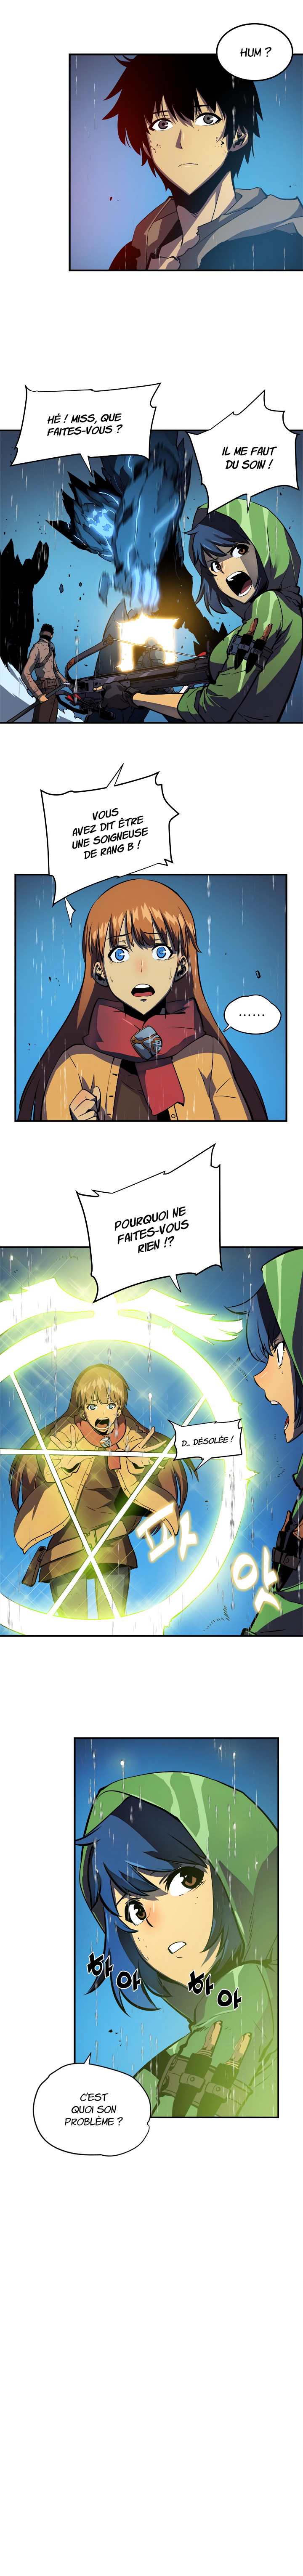 HUM ?
HÉ ! MISS, QUE
FAITES-VOUS ?
IL ME FAUT
DU SOIN !
VOUS
AVEZ DIT ÊTRE
UNE SOIGNEUSE
DE RANG B !
......
POURQUOI NE
FAITES-VOUS
RIEN !?
D.. DÉSOLÉE !
파
앗
하
아
하
아
C'EST
QUOI SON
PROBLÈME ?